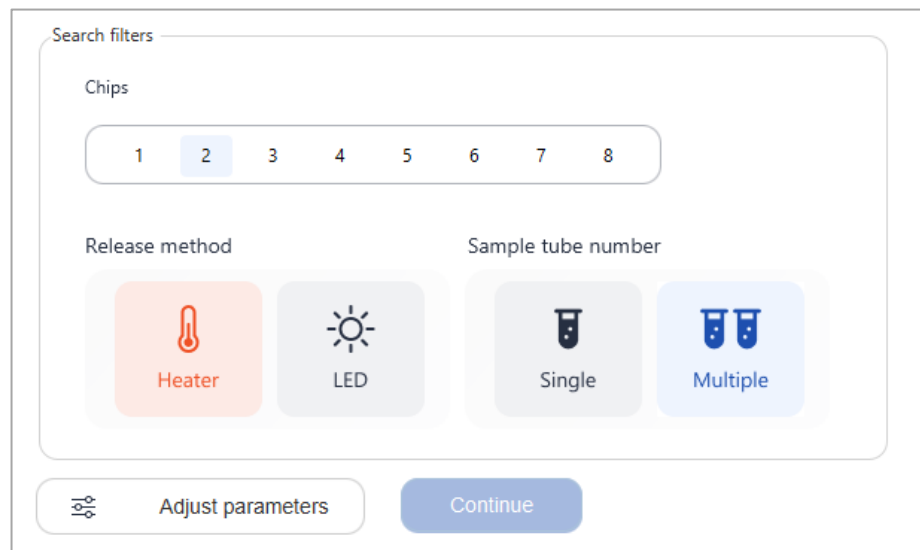 Search filters
Chips
1 2 3 4 5 6 7 8
Release method Sample tube number
Heater LED Single Multiple
Adjust parameters Continue